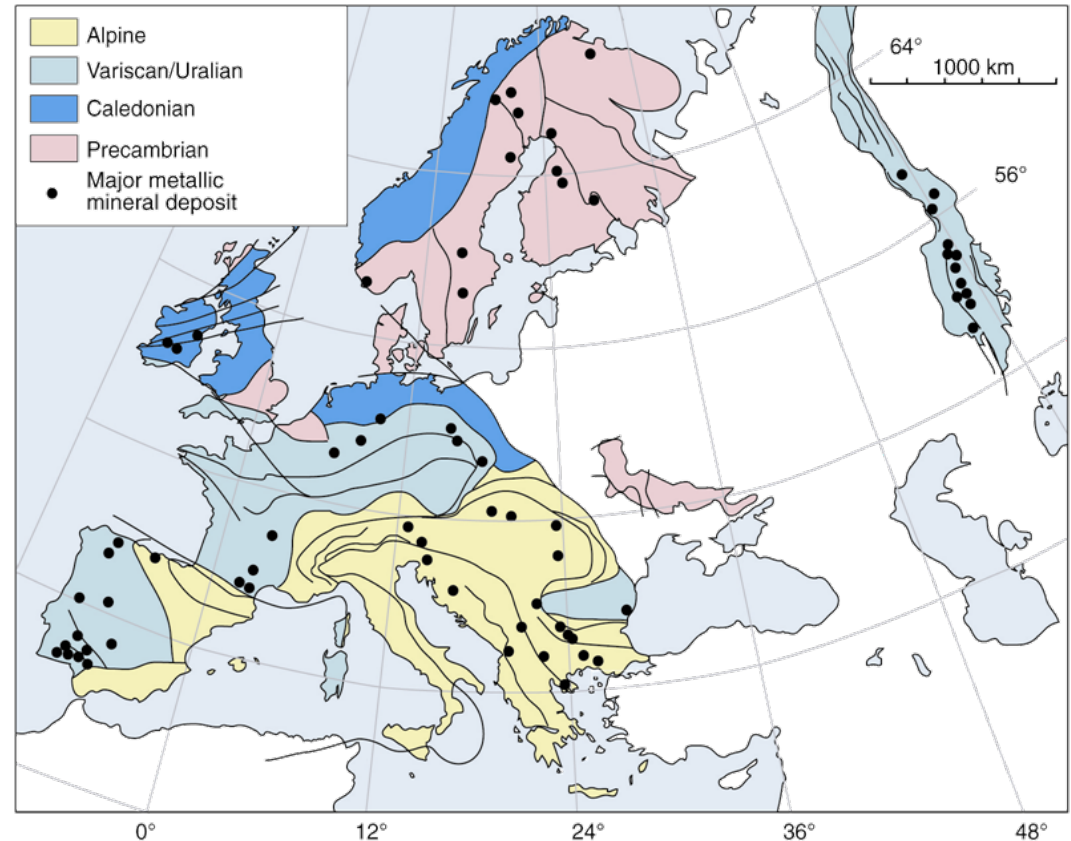 Alpine
Variscan/Uralian
Caledonian
Precambrian
Major metallic
mineral deposit
64°
1000 km
56°
0°
12°
24°
36°
48°